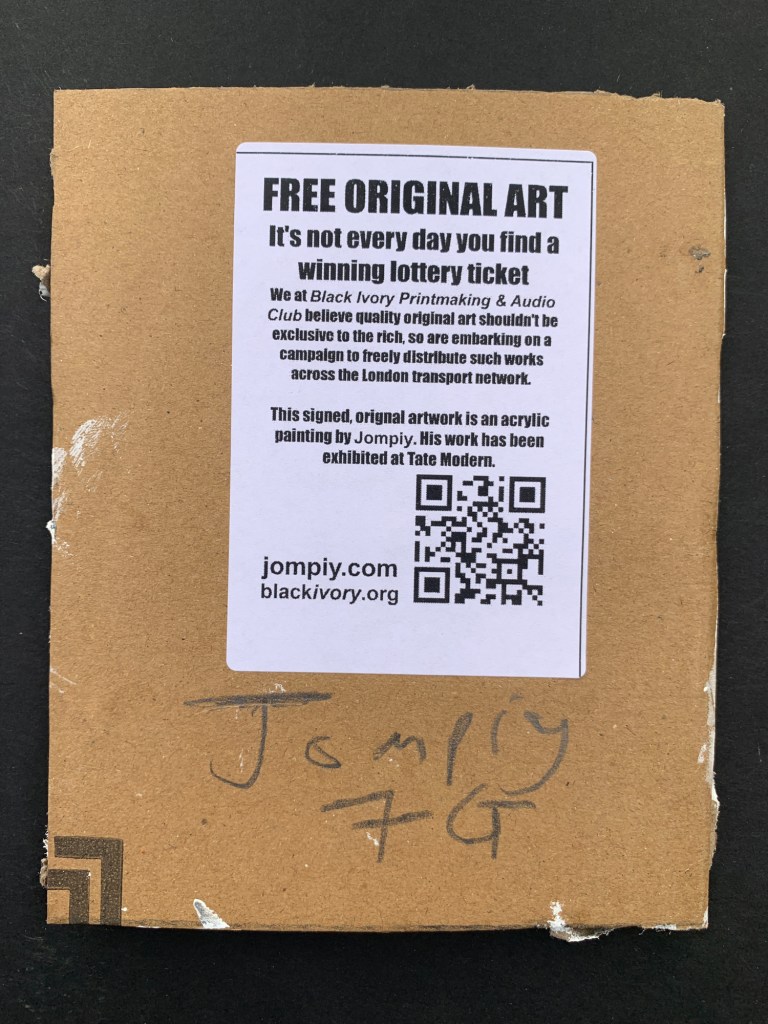 FREE ORIGINAL ART
It's not every day you find a
winning lottery ticket
We at Black Ivory Printmaking & Audio
Club believe quality original art shouldn't be
exclusive to the rich, so are embarking on a
campaign to freely distribute such works
across the London transport network.
This signed, orignal artwork is an acrylic
painting by Jompiy. His work has been
exhibited at Tate Modern.
jompiy.com
blackivory.org
Jompiy
7G